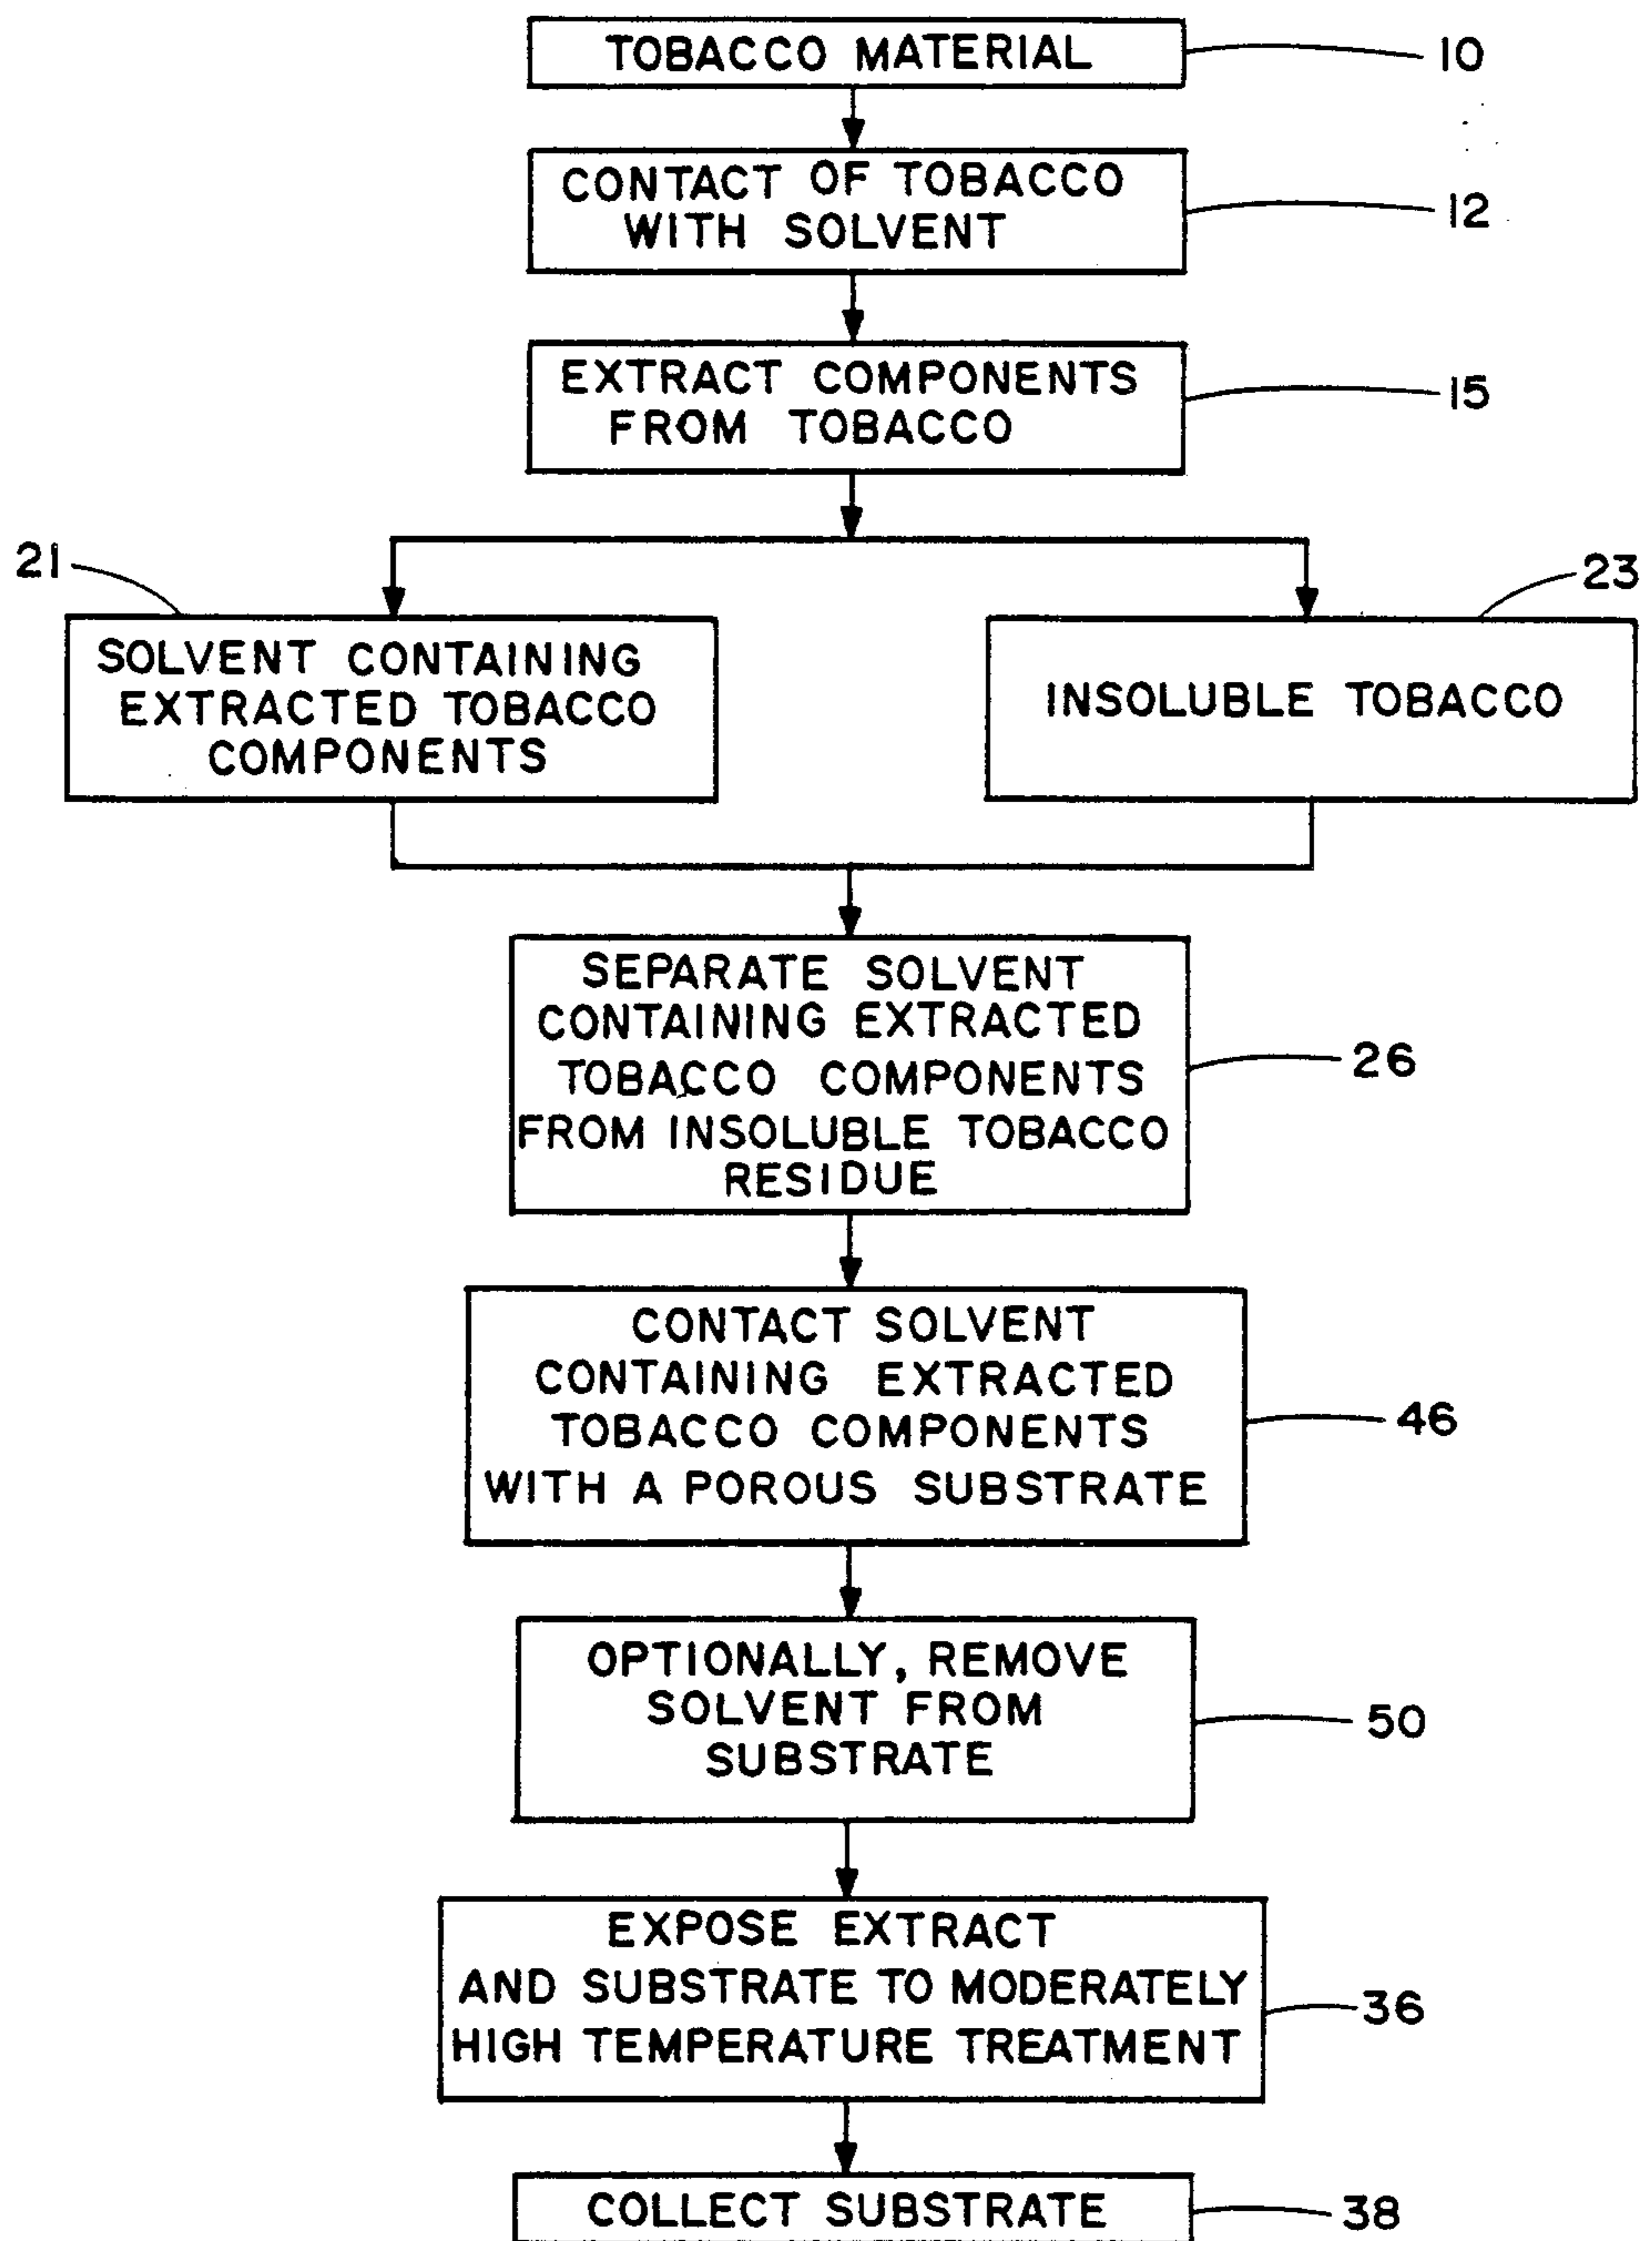 TOBACCO MATERIAL
10
CONTACT OF TOBACCO
WITH SOLVENT
12
EXTRACT COMPONENTS
FROM TOBACCO
15
21
SOLVENT CONTAINING
EXTRACTED TOBACCO
COMPONENTS
23
INSOLUBLE TOBACCO
SEPARATE SOLVENT
CONTAINING EXTRACTED
TOBACCO COMPONENTS
FROM INSOLUBLE TOBACCO
RESIDUE
26
CONTACT SOLVENT
CONTAINING EXTRACTED
TOBACCO COMPONENTS
WITH A POROUS SUBSTRATE
46
OPTIONALLY, REMOVE
SOLVENT FROM
SUBSTRATE
50
EXPOSE EXTRACT
AND SUBSTRATE TO MODERATELY
HIGH TEMPERATURE TREATMENT
36
COLLECT SUBSTRATE
38